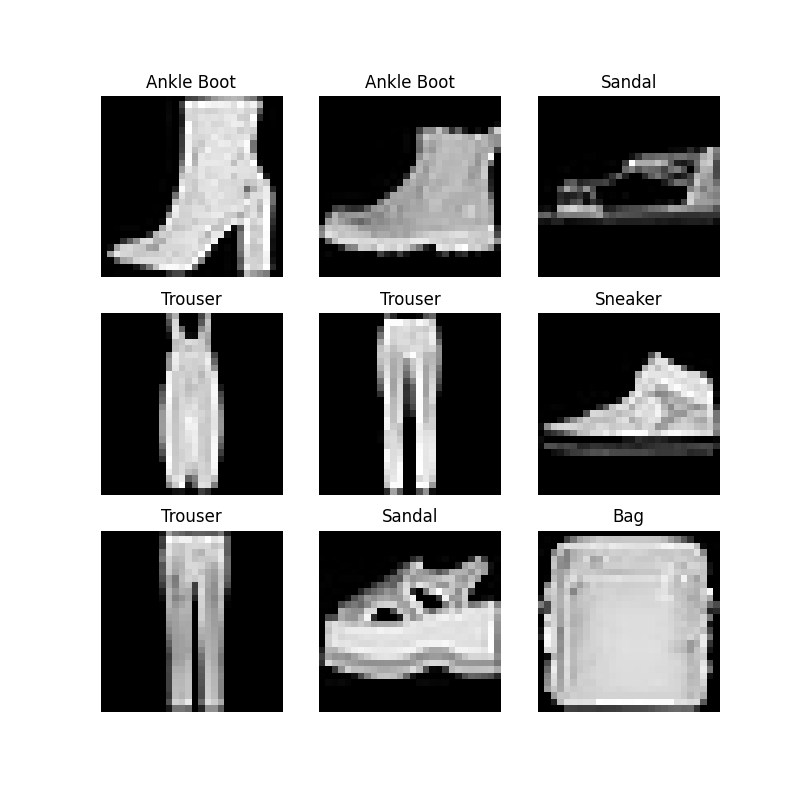 Ankle Boot
Ankle Boot
Sandal
Trouser
Trouser
Sneaker
Trouser
Sandal
Bag